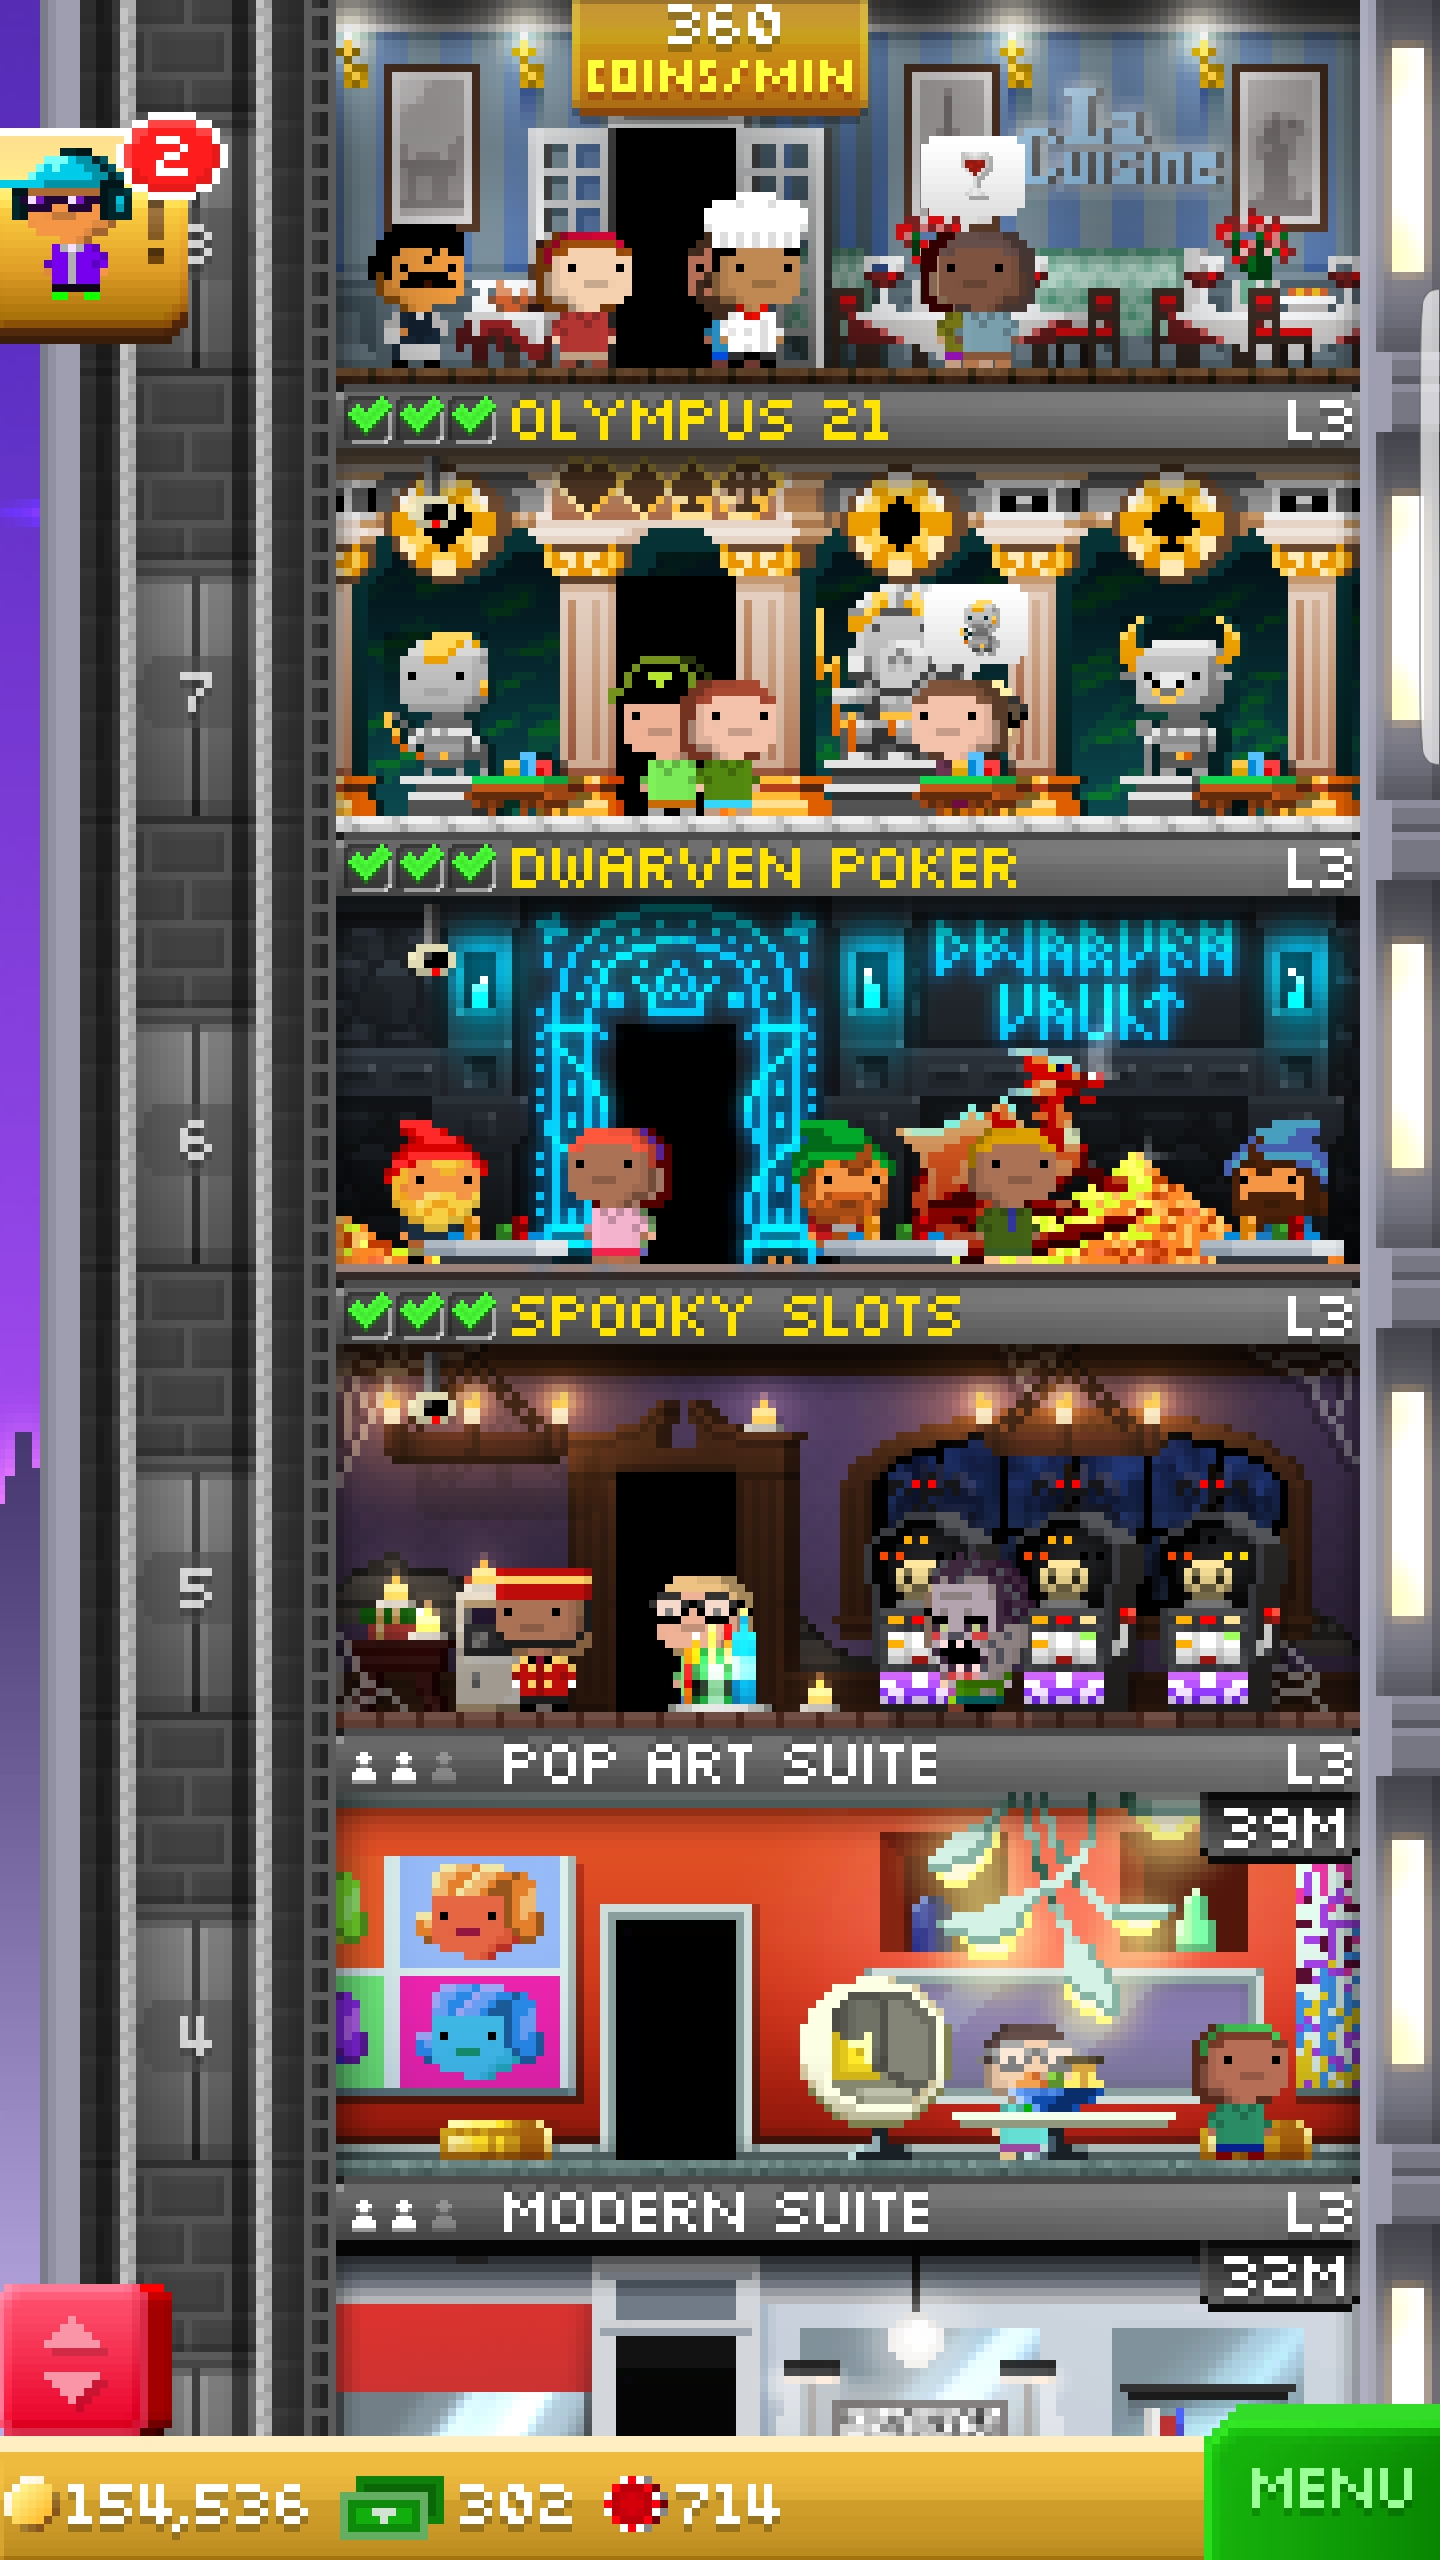 360
COINS/MIN
La
Cuisine
2
8
OLYMPUS 21
L3
7
DWARVEN POKER
L3
DWARVEN
VAULT
6
SPOOKY SLOTS
L3
5
POP ART SUITE
L3
39M
4
MODERN SUITE
L3
32M
154,536
302
714
MENU